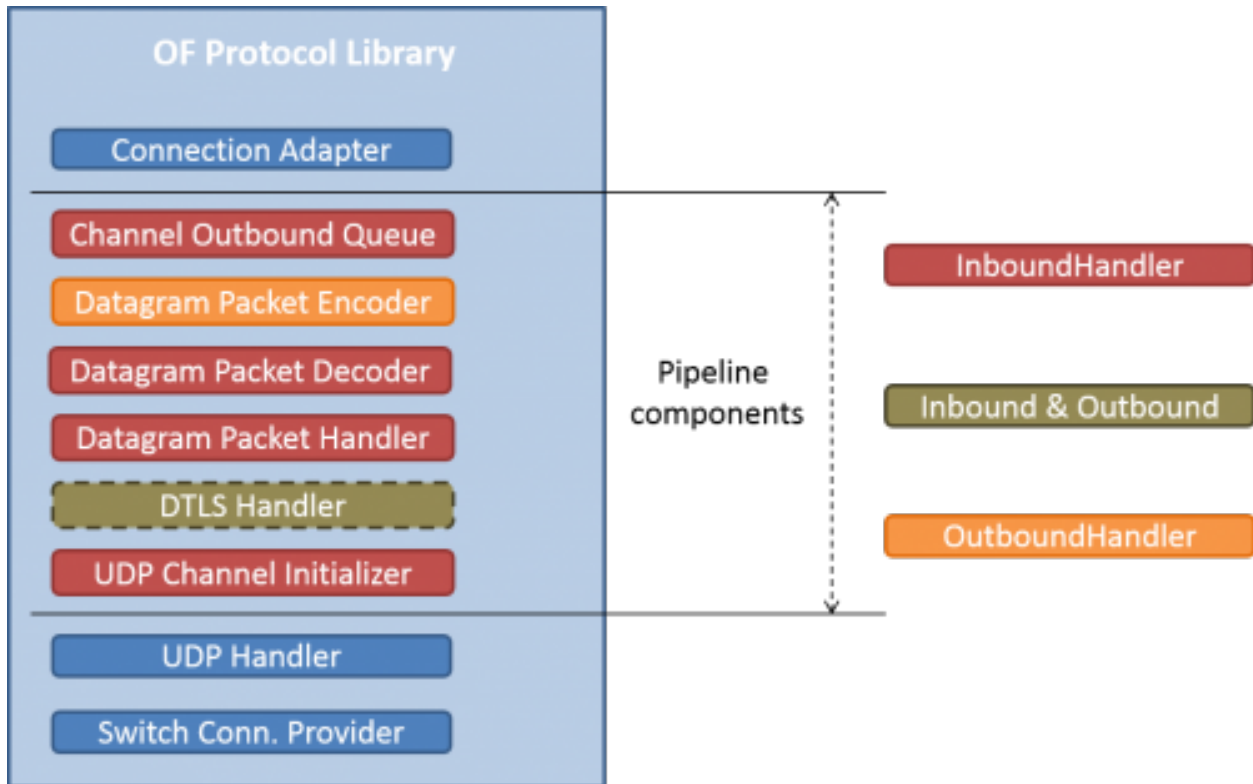 OF Protocol Library
Connection Adapter
Channel Outbound Queue
Datagram Packet Encoder
Datagram Packet Decoder
Datagram Packet Handler
DTLS Handler
UDP Channel Initializer
UDP Handler
Switch Conn. Provider
Pipeline
components
InboundHandler
Inbound & Outbound
OutboundHandler